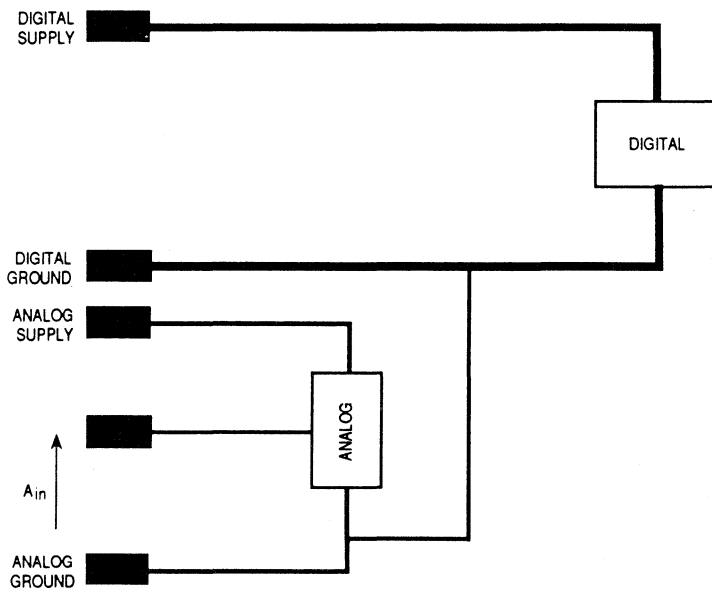 DIGITAL
SUPPLY
DIGITAL
DIGITAL
GROUND
ANALOG
SUPPLY
ANALOG
Ain
ANALOG
GROUND